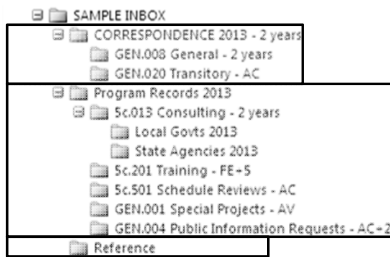 SAMPLE INBOX
CORRESPONDENCE 2013 - 2 years
GEN.008 General - 2 years
GEN.020 Transitory - AC
Program Records 2013
5c.013 Consulting - 2 years
Local Govts 2013
State Agencies 2013
5c.201 Training - FE+5
5c.501 Schedule Reviews - AC
GEN.001 Special Projects - AV
GEN.004 Public Information Requests - AC+2
Reference